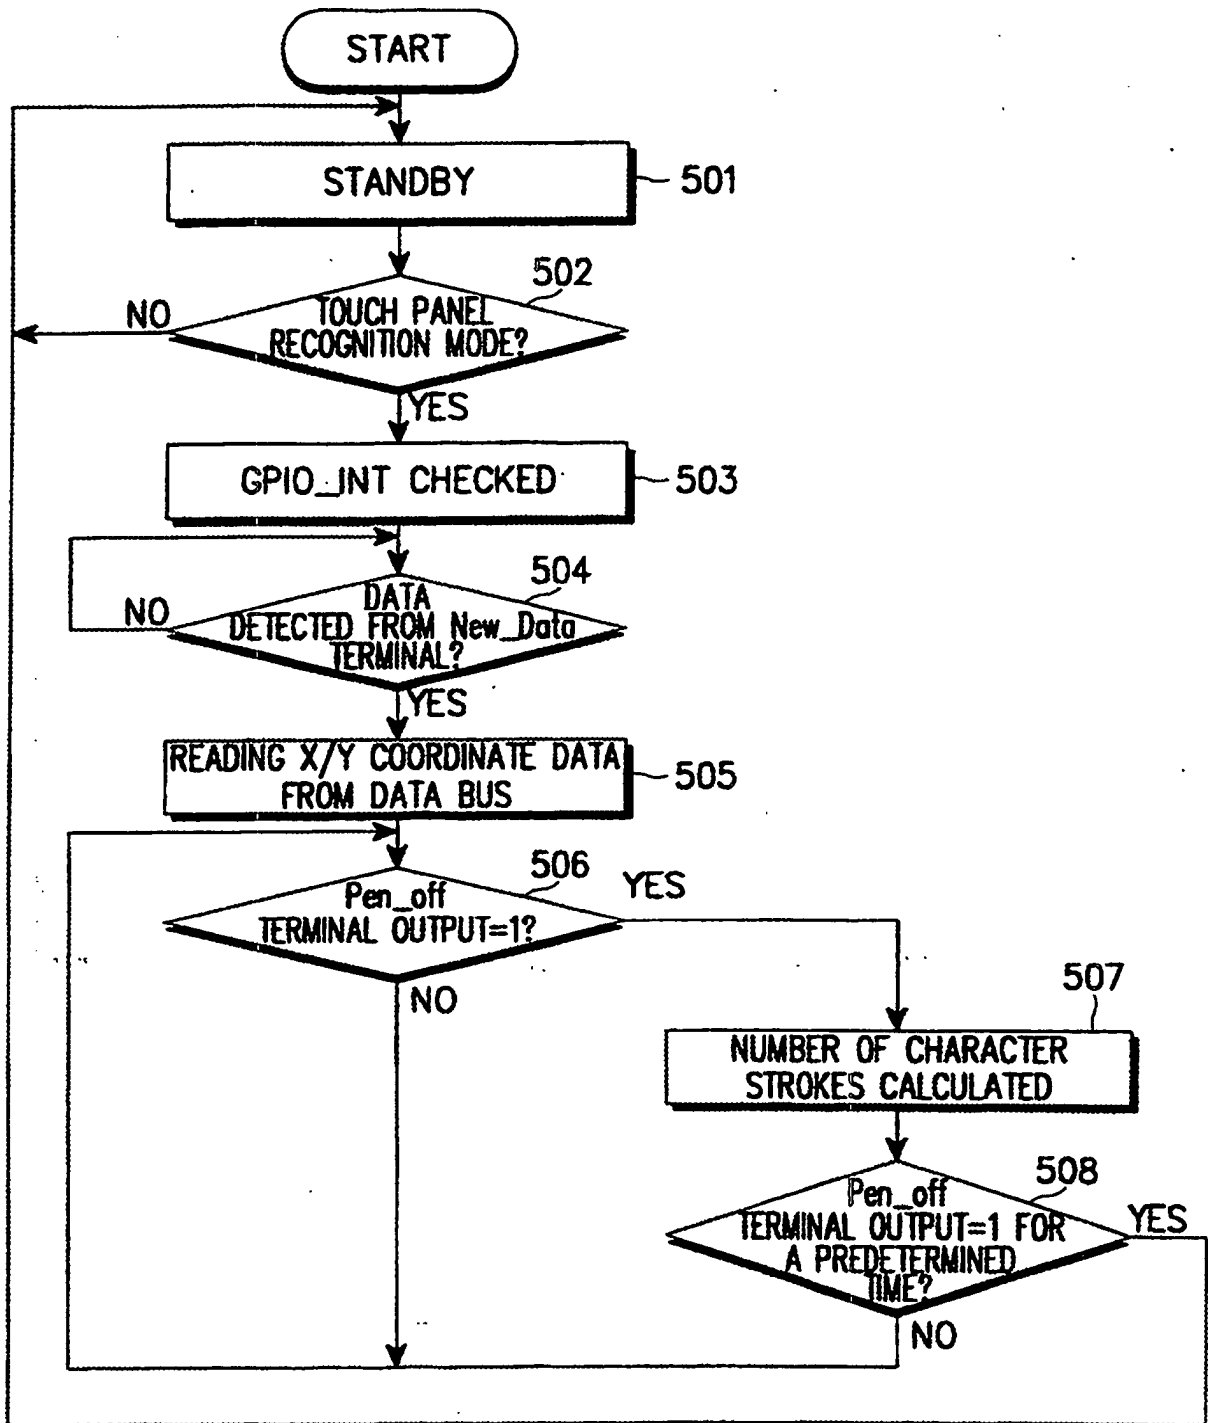 START
STANDBY
501
502
TOUCH PANEL
RECOGNITION MODE?
NO
YES
GPIO_INT CHECKED
503
504
DATA
DETECTED FROM New_Data
TERMINAL?
NO
YES
READING X/Y COORDINATE DATA
FROM DATA BUS
505
506
Pen_off
TERMINAL OUTPUT=1?
YES
NO
507
NUMBER OF CHARACTER
STROKES CALCULATED
508
Pen_off
TERMINAL OUTPUT=1 FOR
A PREDETERMINED
TIME?
YES
NO